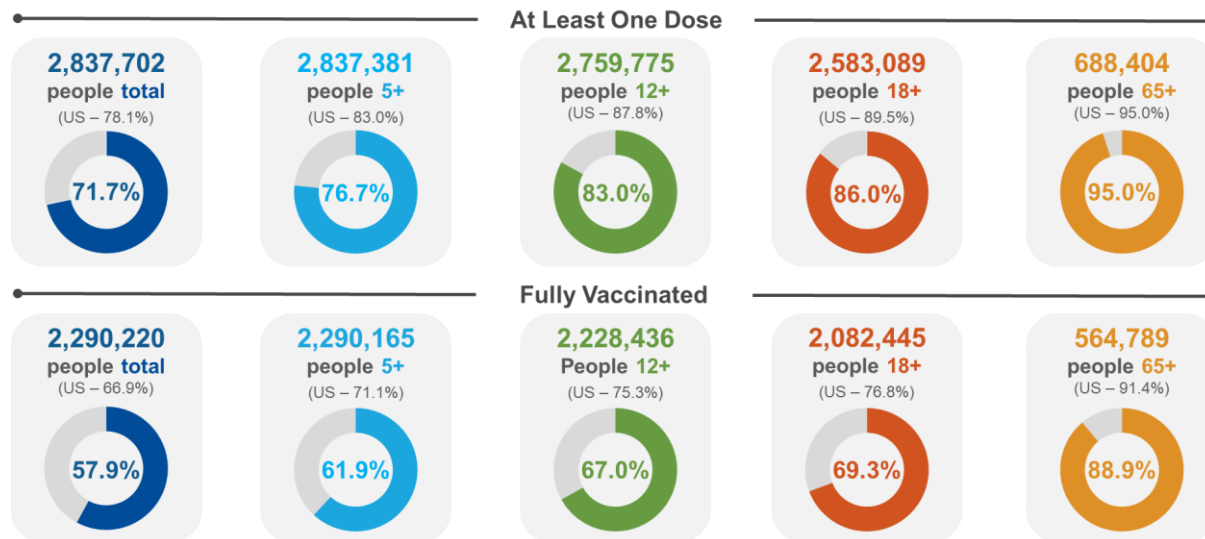 At Least One Dose
2,837,702
people total
(US – 78.1%)
71.7%
2,837,381
people 5+
(US – 83.0%)
76.7%
2,759,775
people 12+
(US – 87.8%)
83.0%
2,583,089
people 18+
(US – 89.5%)
86.0%
688,404
people 65+
(US – 95.0%)
95.0%
Fully Vaccinated
2,290,220
people total
(US – 66.9%)
57.9%
2,290,165
people 5+
(US – 71.1%)
61.9%
2,228,436
People 12+
(US – 75.3%)
67.0%
2,082,445
people 18+
(US – 76.8%)
69.3%
564,789
people 65+
(US – 91.4%)
88.9%